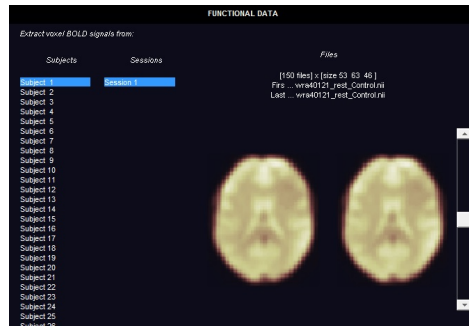 FUNCTIONAL DATA
Extract voxel BOLD signals from:
Subjects
Sessions
Files
Subject 1
Subject 2
Subject 3
Subject 4
Subject 5
Subject 6
Subject 7
Subject 8
Subject 9
Subject 10
Subject 11
Subject 12
Subject 13
Subject 14
Subject 15
Subject 16
Subject 17
Subject 18
Subject 19
Subject 20
Subject 21
Subject 22
Subject 23
Subject 24
Subject 25
Subject 26
Session 1
[150 files] x [size 53 63 46 ]
Firs ... wra40121_rest_Control.nii
Last ... wra40121_rest_Control.nii